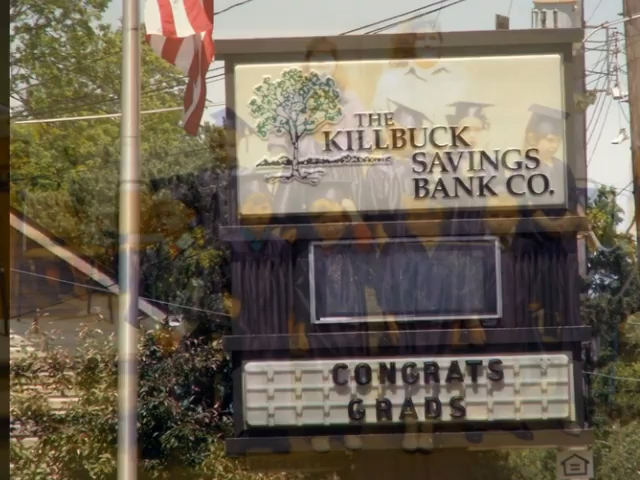 THE
KILLBUCK
SAVINGS
BANK CO.
CONGRATS
GRADS